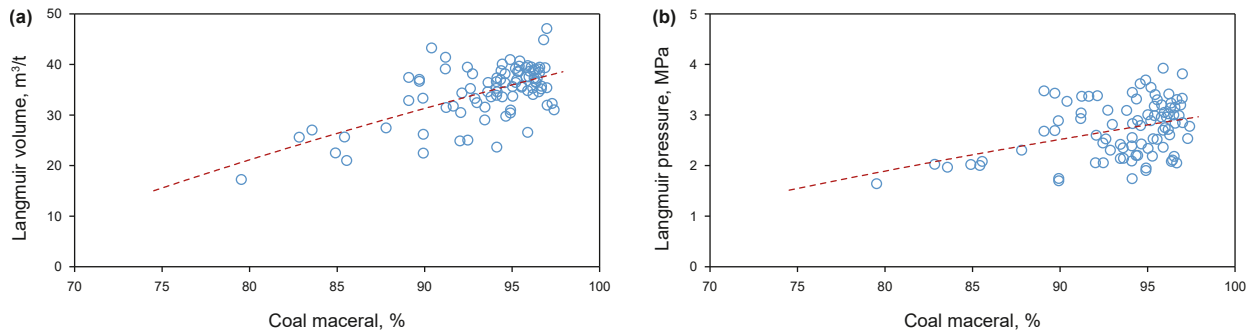 (a)
50
40
30
20
10
0
Langmuir volume, m³/t
70 75 80 85 90 95 100
Coal maceral, %
(b)
5
4
3
2
1
0
Langmuir pressure, MPa
70 75 80 85 90 95 100
Coal maceral, %